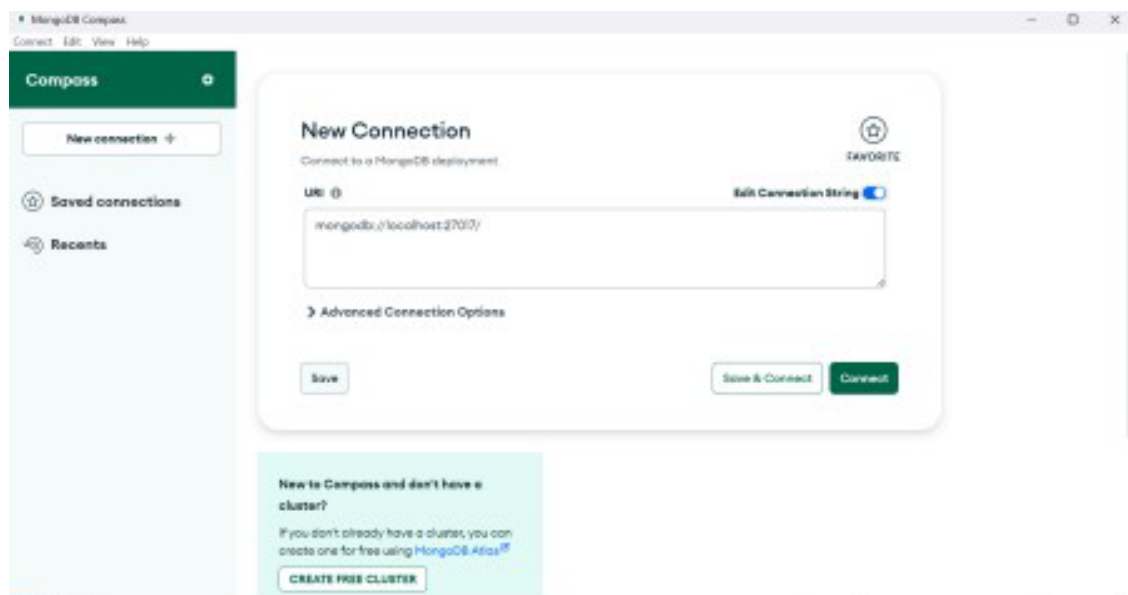 MongoDB Compass
Connect Edit View Help
Compass
New connection +
Saved connections
Recents
New Connection
Connect to a MongoDB deployment
FAVORITE
URI
Edit Connection String
mongodb://localhost:27017/
Advanced Connection Options
Save
Save & Connect
Connect
New to Compass and don't have a
cluster?
If you don't already have a cluster, you can
create one for free using MongoDB Atlas
CREATE FREE CLUSTER